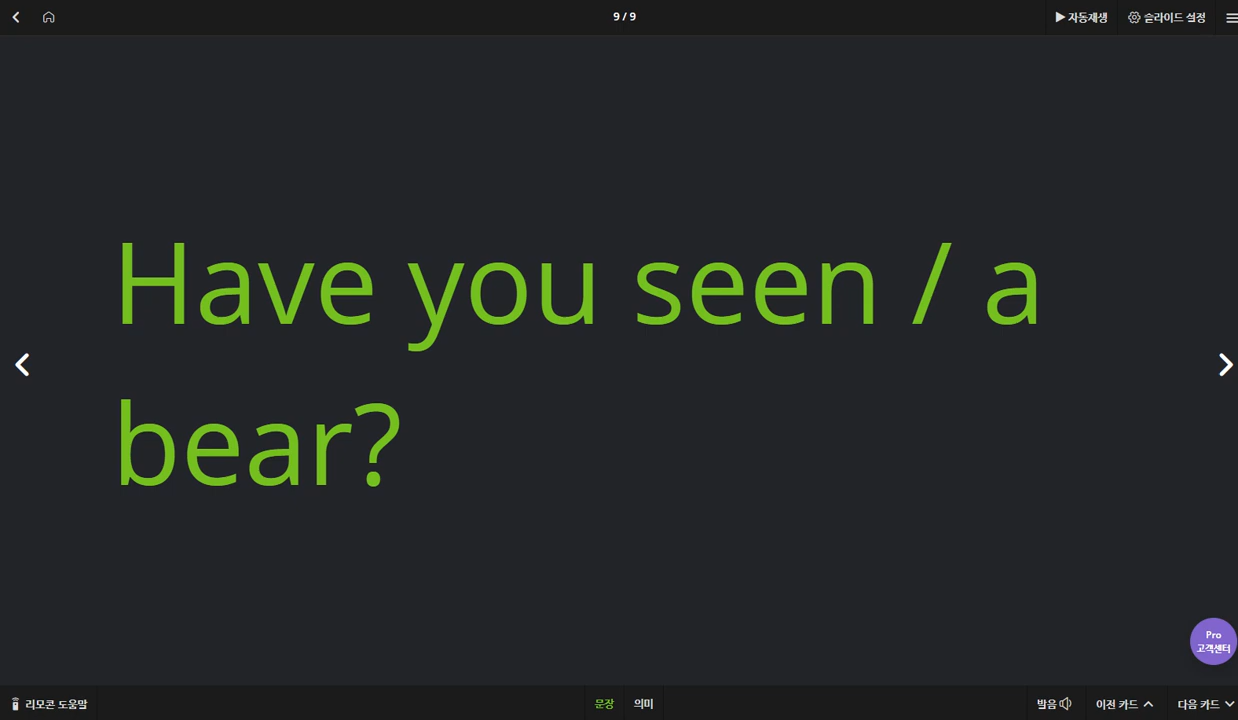 9 / 9
자동재생
슬라이드 설정
Have you seen / a
bear?
Pro
고객센터
리모콘 도움말
문장
의미
발음
이전 카드
다음 카드